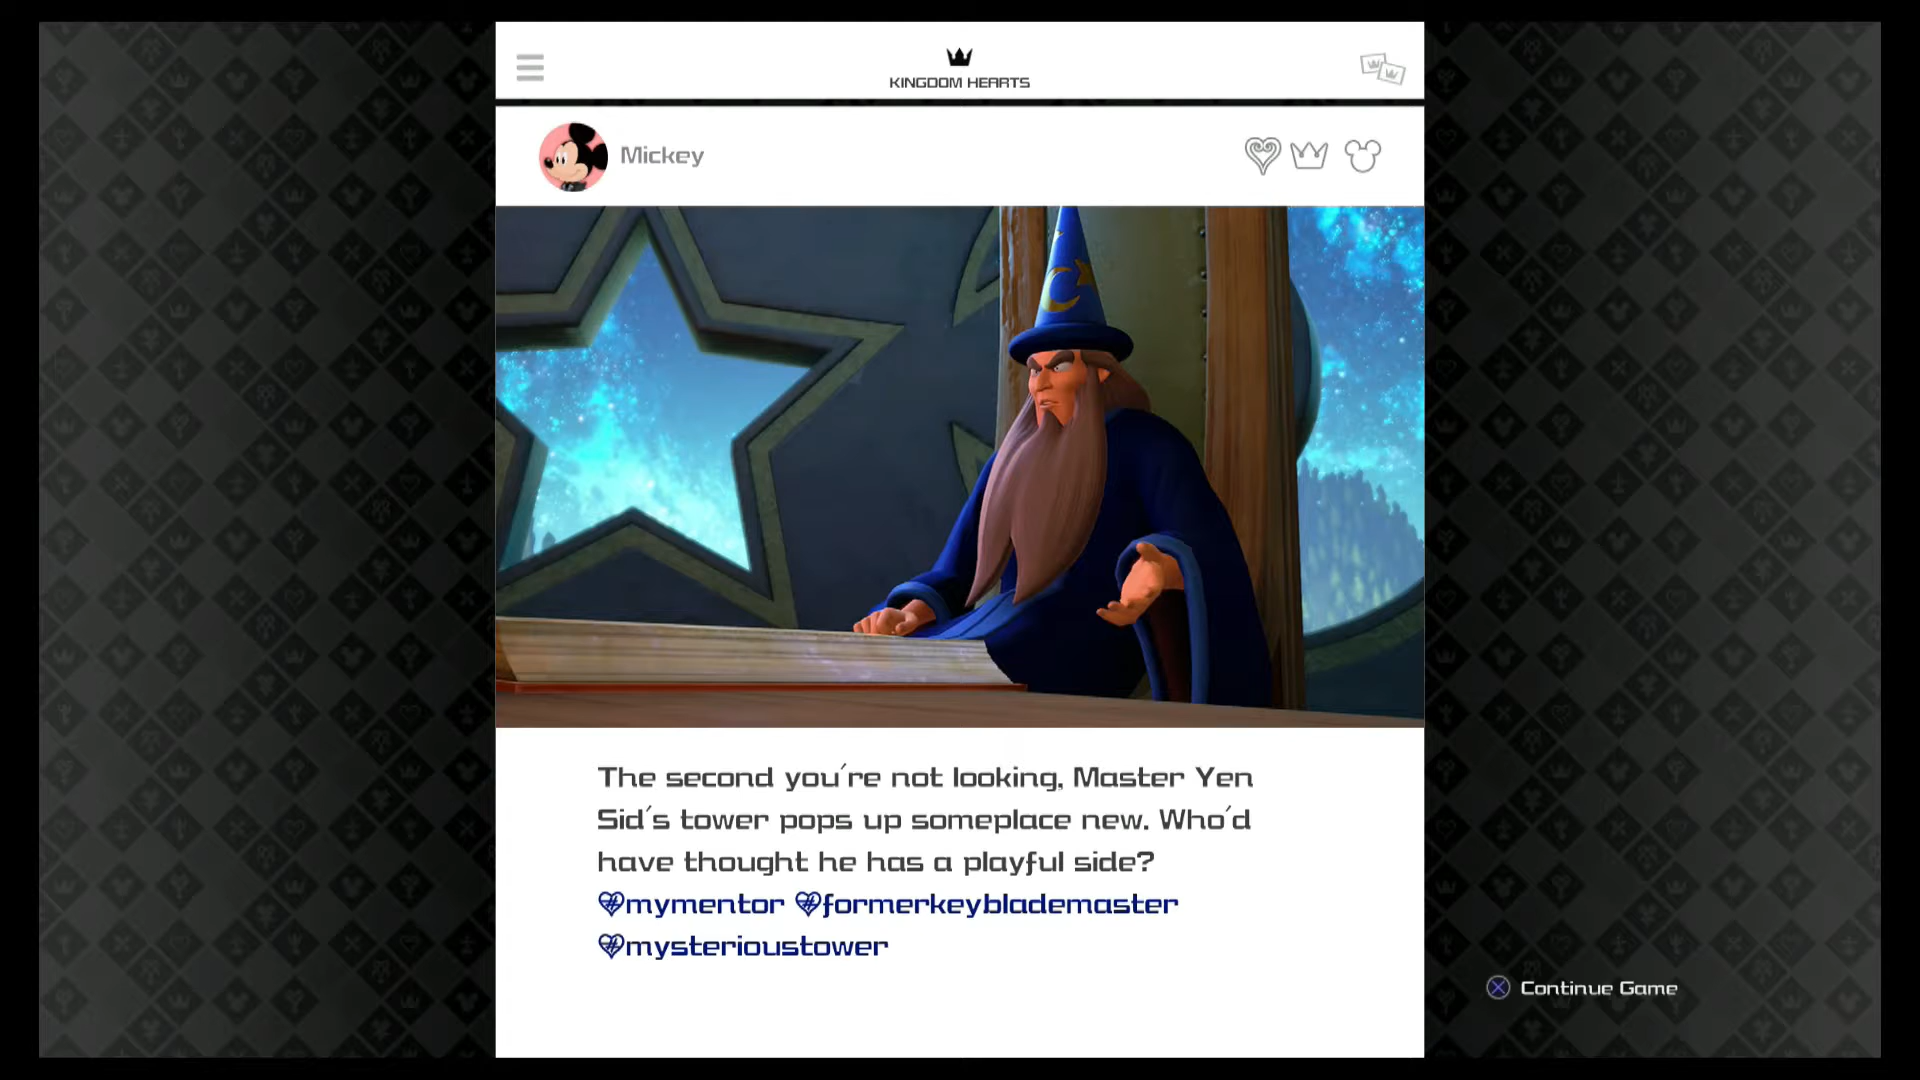 KINGDOM HEARTS
Mickey
The second you're not looking, Master Yen
Sid's tower pops up someplace new. Who'd
have thought he has a playful side?
#mymentor #formerkeyblademaster
#mysterioustower
Continue Game